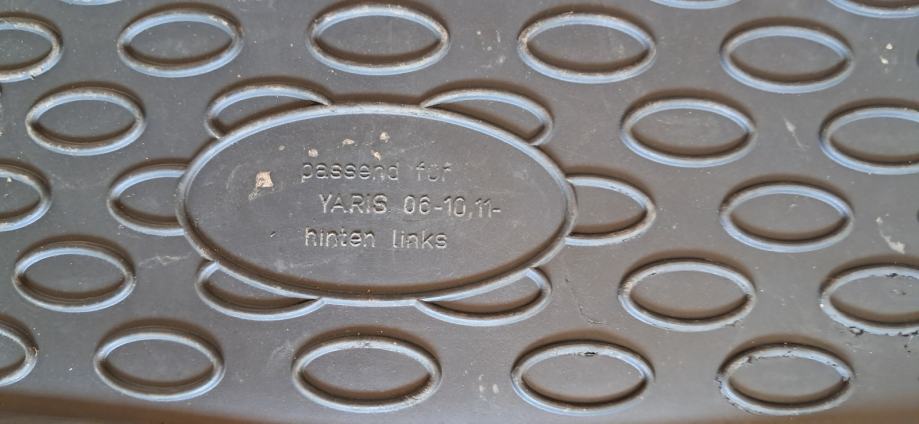 passend für
YARIS 06-10,11-
hinten links